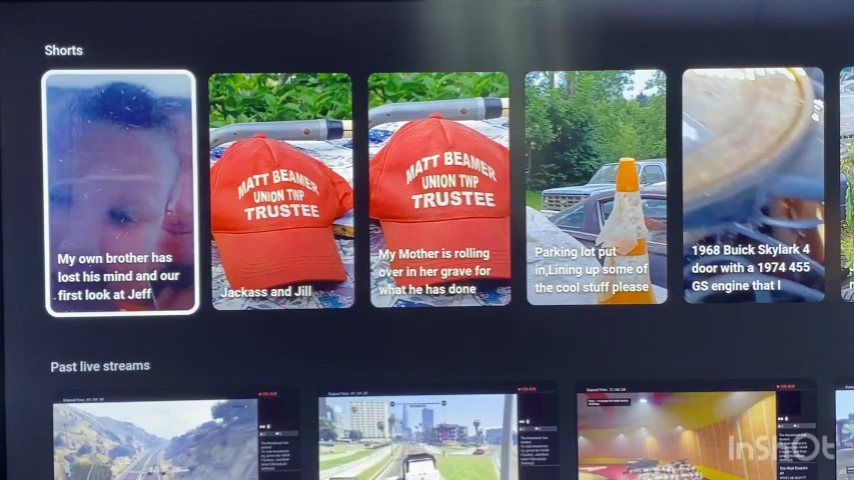 Shorts
My own brother has
lost his mind and our
first look at Jeff
MATT BEAMER
UNION TWP
TRUSTEE
Jackass and Jill
MATT BEAMER
UNION TWP
TRUSTEE
My Mother is rolling
over in her grave for
what he has done
Parking lot put
in,Lining up some of
the cool stuff please
1968 Buick Skylark 4
door with a 1974 455
GS engine that I
Past live streams
InShOt